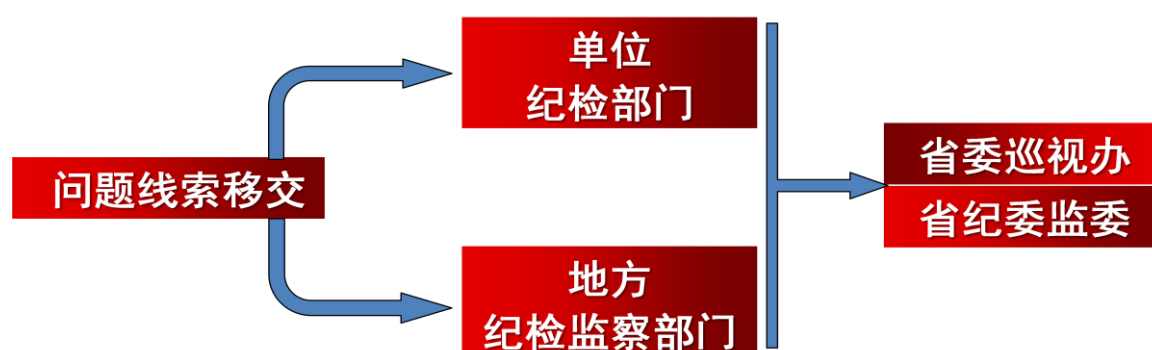 问题线索移交
单位
纪检部门
地方
纪检监察部门
省委巡视办
省纪委监委